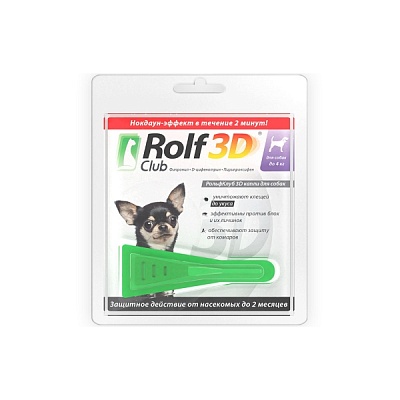 Нокдаун-эффект в течение 2 минут!
Rolf 3D®
Club
Фипронил • D-цифенотрин • Пирипроксифен
для собак
до 4 кг
РольфКлуб 3D капли для собак
уничтожают клещей
до укуса
эффективны против блох
и их личинок
обеспечивают защиту
от комаров
Защитное действие от насекомых до 2 месяцев